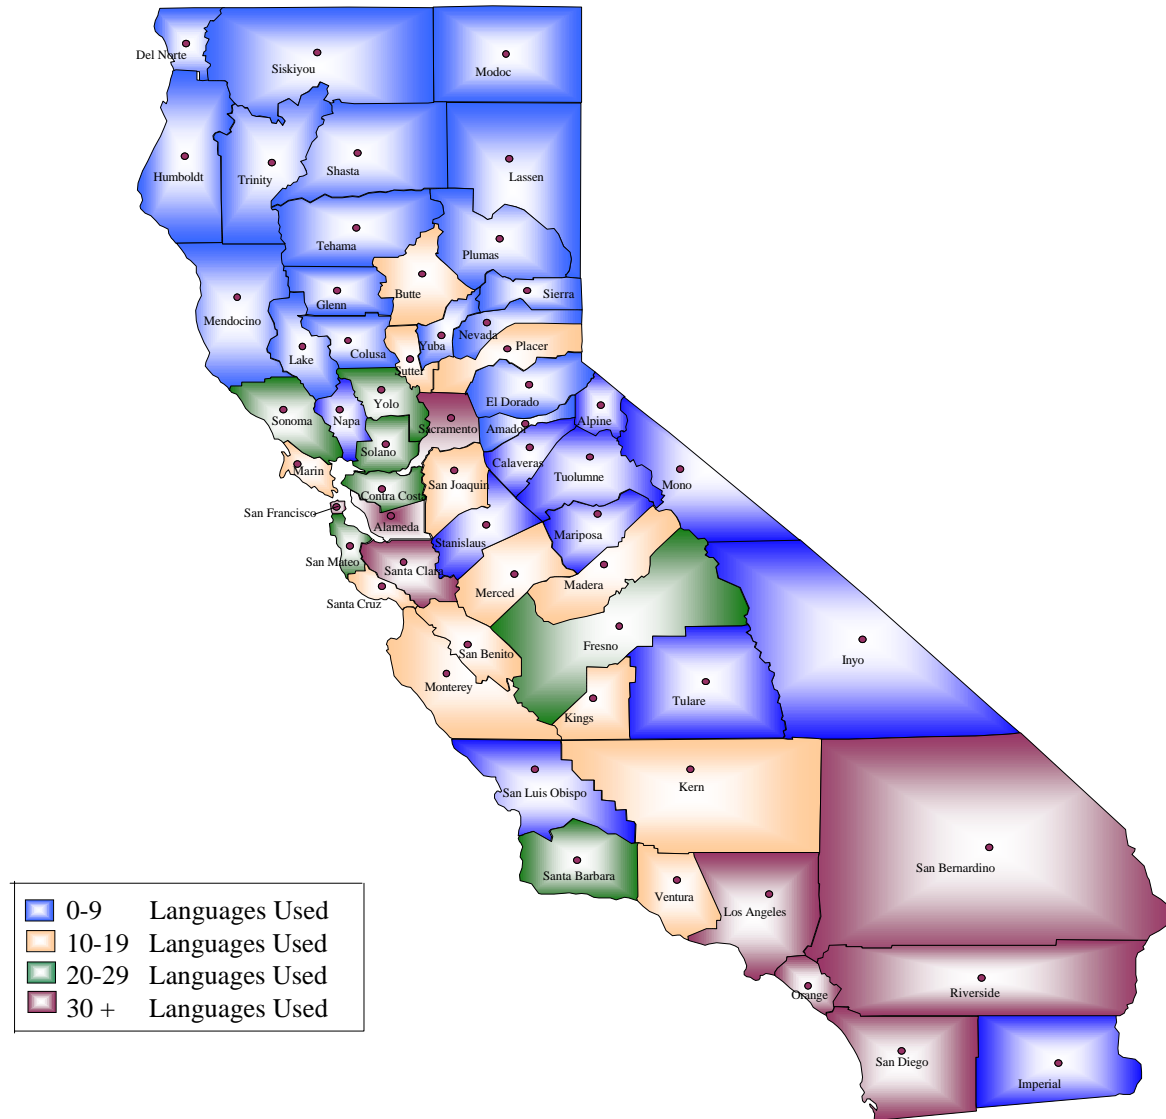 Del Norte
Siskiyou
Modoc
Humboldt
Trinity
Shasta
Lassen
Tehama
Plumas
Mendocino
Glenn
Butte
Sierra
Lake
Colusa
Sutter
Yuba
Nevada
Placer
Sonoma
Napa
Yolo
El Dorado
Sacramento
Amador
Alpine
Solano
Calaveras
Marin
Tuolumne
Mono
San Joaquin
Contra Costa
San Francisco
Alameda
Stanislaus
Mariposa
San Mateo
Santa Clara
Santa Cruz
Merced
Madera
San Benito
Fresno
Inyo
Monterey
Kings
Tulare
San Luis Obispo
Kern
Santa Barbara
Ventura
Los Angeles
San Bernardino
Orange
Riverside
San Diego
Imperial
0-9 Languages Used
10-19 Languages Used
20-29 Languages Used
30 + Languages Used